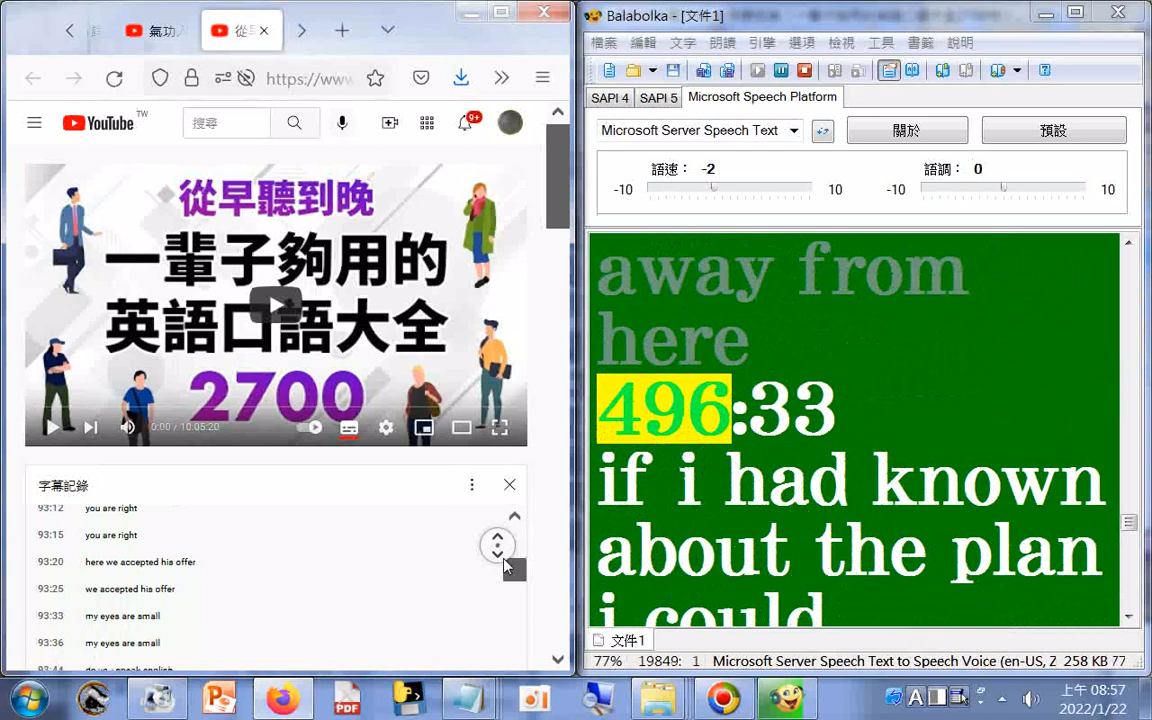 氣功
從
https://www
YouTube TW
搜尋
9+
從早聽到晚
一輩子夠用的
英語口語大全
2700
0:00 / 10:05:20
字幕記錄
93:12 you are right
93:15 you are right
93:20 here we accepted his offer
93:25 we accepted his offer
93:33 my eyes are small
93:36 my eyes are small
93:44
Balabolka - [文件1]
檔案 編輯 文字 朗讀 引擎 選項 檢視 工具 書籤 說明
SAPI 4 SAPI 5 Microsoft Speech Platform
Microsoft Server Speech Text
關於
預設
語速： -2
-10 10
語調： 0
-10 10
away from
here
496:33
if i had known
about the plan
i could
文件1
77% 19849: 1 Microsoft Server Speech Text to Speech Voice (en-US, Z 258 KB 77
PDF
A
上午 08:57
2022/1/22